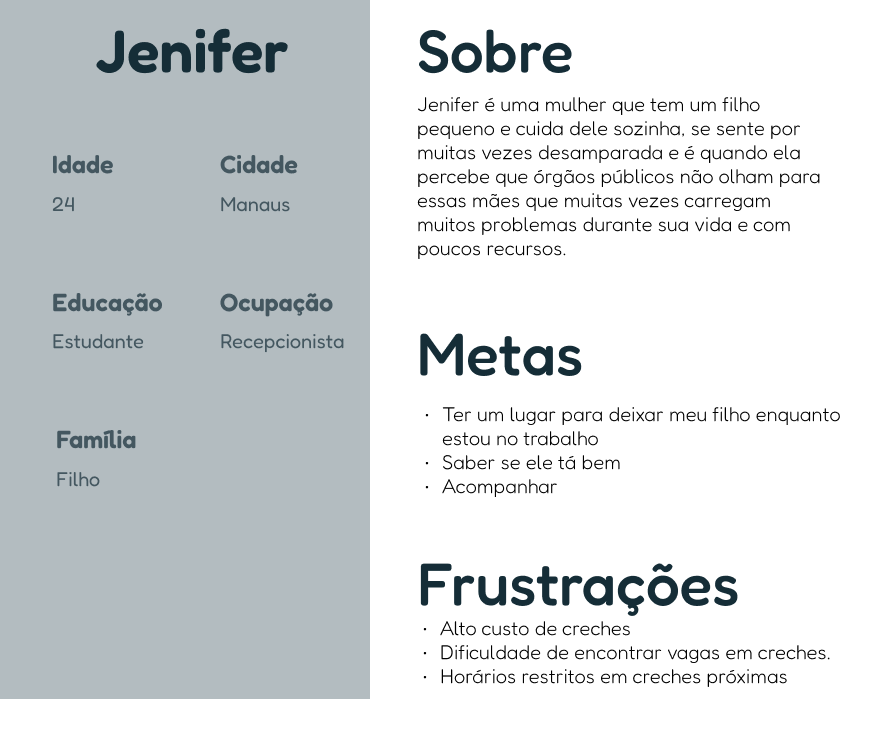 Jenifer
Idade
Cidade
24
Manaus
Educação
Ocupação
Estudante
Recepcionista
Família
Filho
Sobre
Jenifer é uma mulher que tem um filho
pequeno e cuida dele sozinha, se sente por
muitas vezes desamparada e é quando ela
percebe que órgãos públicos não olham para
essas mães que muitas vezes carregam
muitos problemas durante sua vida e com
poucos recursos.
Metas
· Ter um lugar para deixar meu filho enquanto
estou no trabalho
· Saber se ele tá bem
· Acompanhar
Frustrações
· Alto custo de creches
· Dificuldade de encontrar vagas em creches.
· Horários restritos em creches próximas